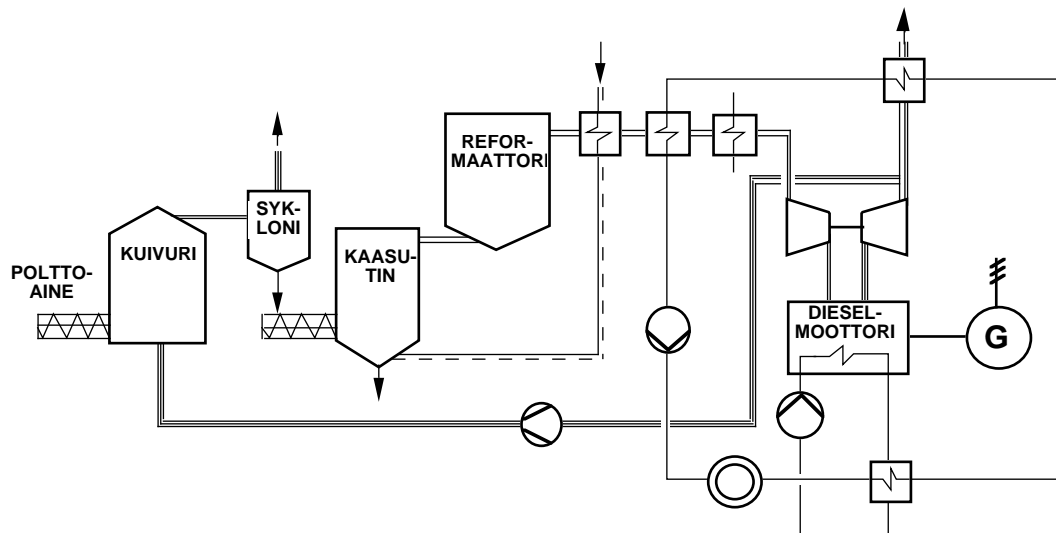 REFOR-
MAATTORI
SYK-
LONI
KUIVURI
KAASU-
TIN
POLTTO-
AINE
DIESEL-
MOOTTORI
G